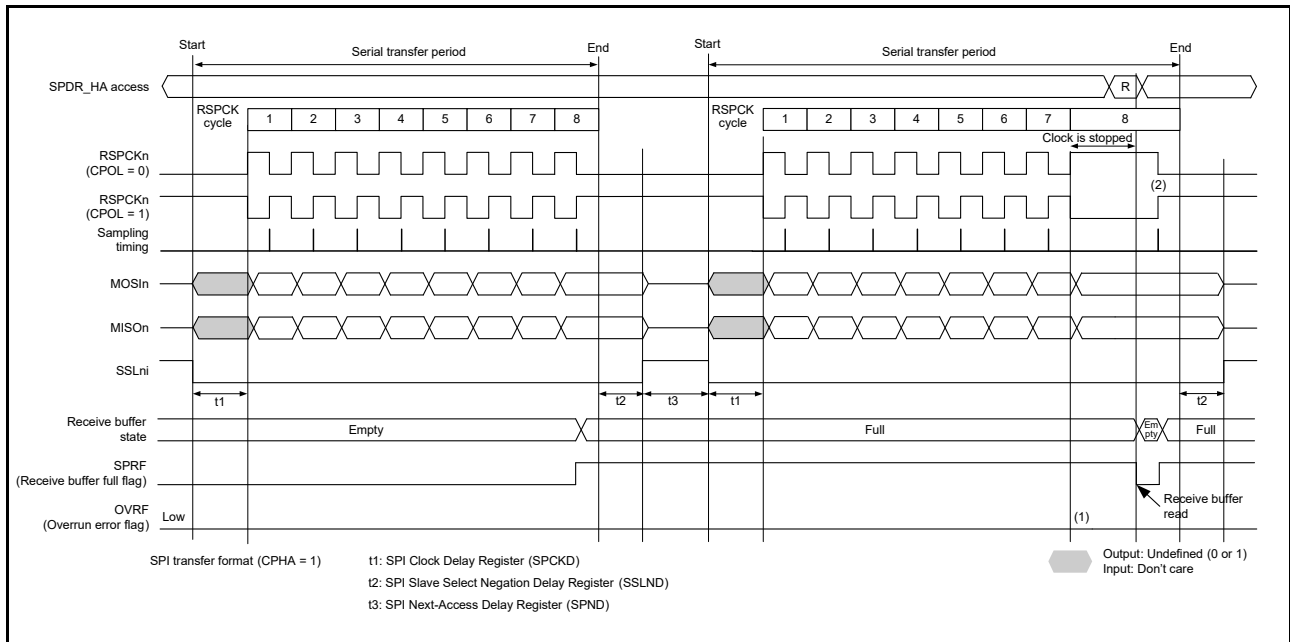 Start
Serial transfer period
End
Start
Serial transfer period
End
SPDR_HA access
R
RSPCK
cycle
1 2 3 4 5 6 7 8
RSPCK
cycle
1 2 3 4 5 6 7 8
Clock is stopped
RSPCKn
(CPOL = 0)
(2)
RSPCKn
(CPOL = 1)
Sampling
timing
MOSIn
MISOn
SSLni
t1
t2
t3
t1
t2
Receive buffer
state
Empty
Full
Em
pty
Full
SPRF
(Receive buffer full flag)
Receive buffer
read
OVRF
(Overrun error flag)
Low
(1)
SPI transfer format (CPHA = 1)
t1: SPI Clock Delay Register (SPCKD)
t2: SPI Slave Select Negation Delay Register (SSLND)
t3: SPI Next-Access Delay Register (SPND)
Output: Undefined (0 or 1)
Input: Don't care